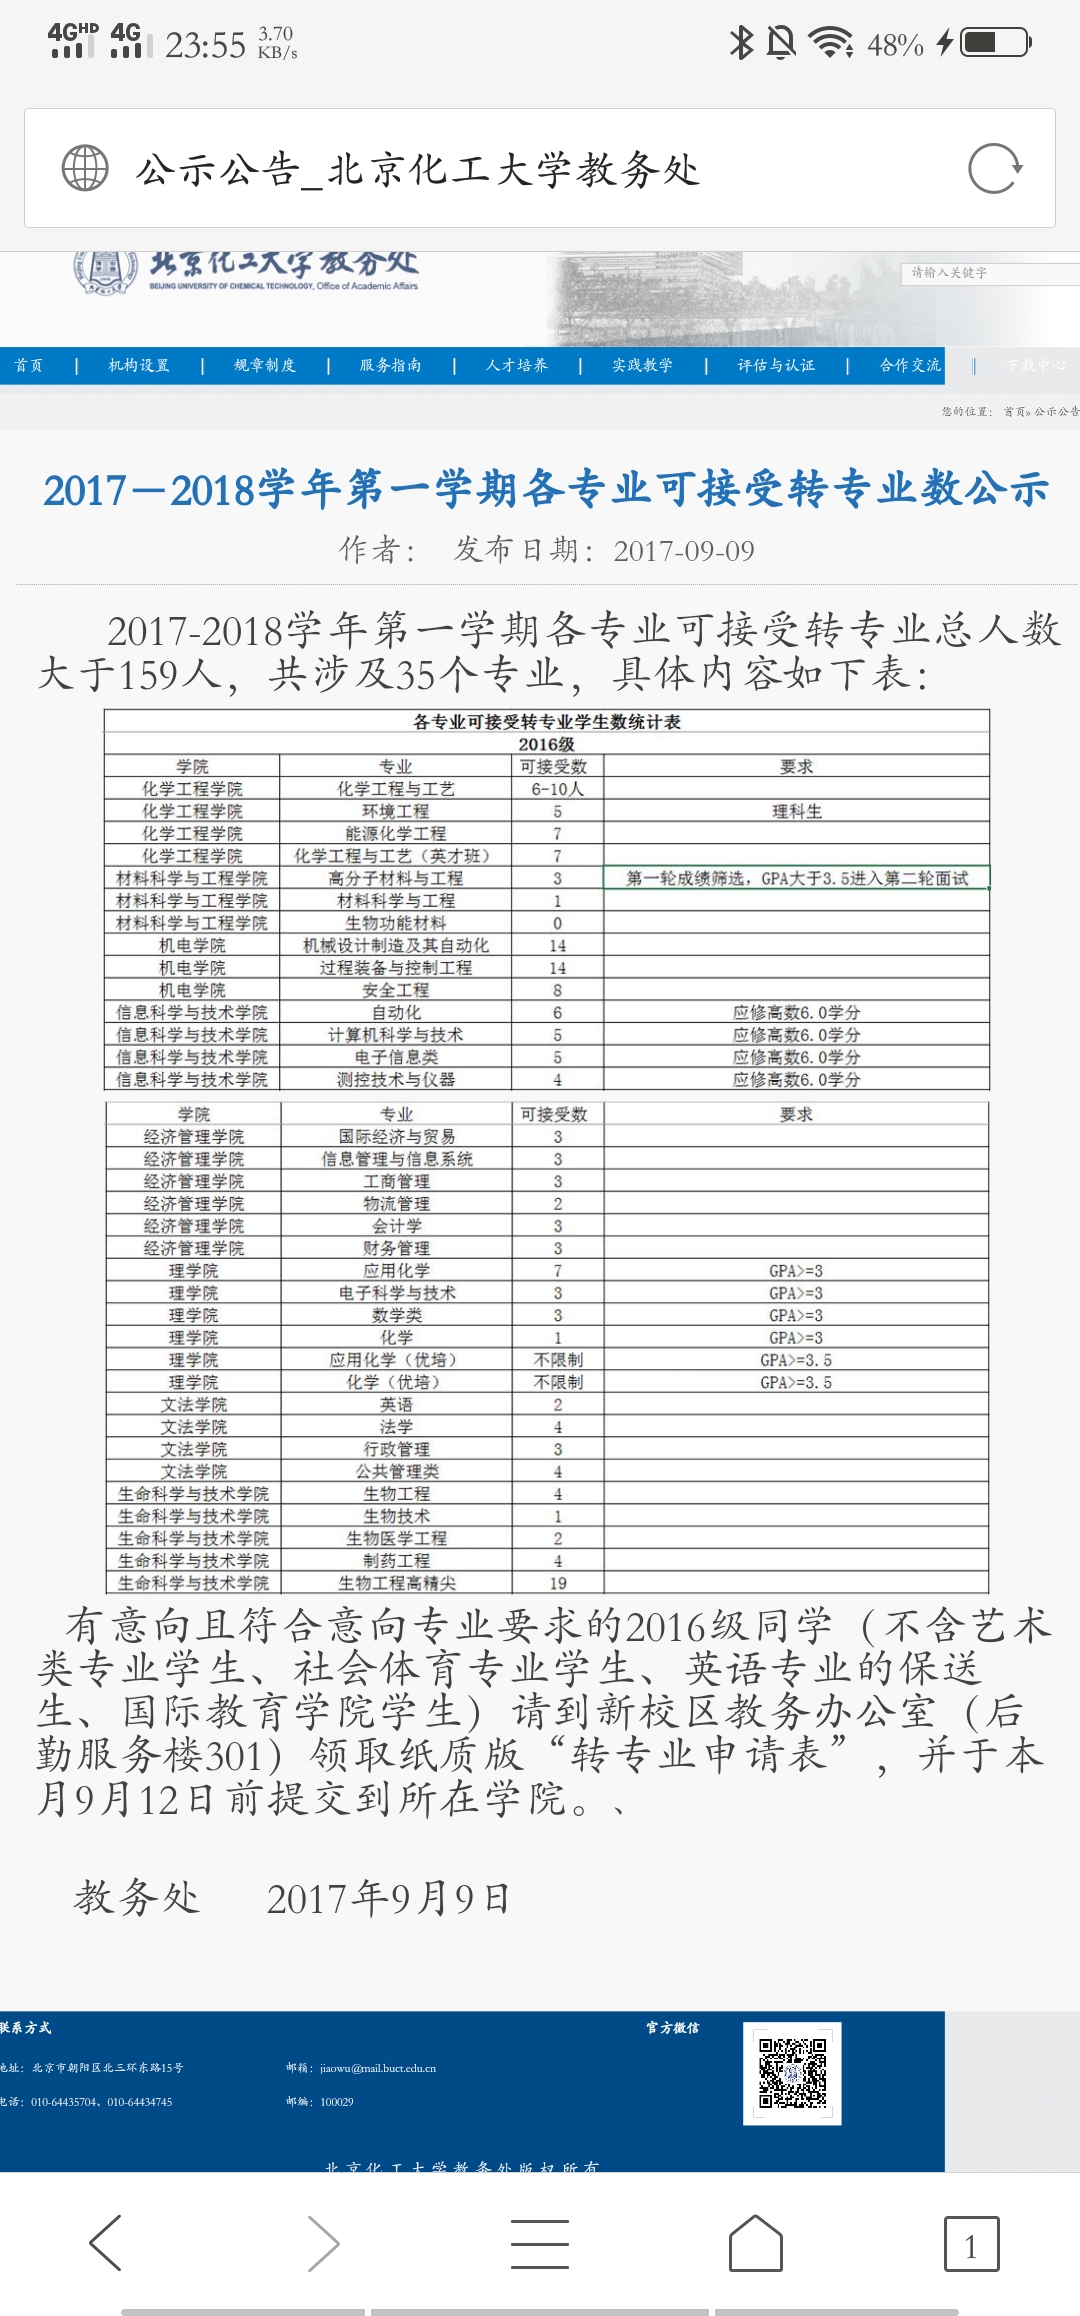 4GHD 4G 23:55 3.70 KB/s 48%
公示公告_北京化工大学教务处
北京化工大学教务处
BEIJING UNIVERSITY OF CHEMICAL TECHNOLOGY, Office of Academic Affairs
请输入关键字
首页 | 机构设置 | 规章制度 | 服务指南 | 人才培养 | 实践教学 | 评估与认证 | 合作交流 | 下载中心
您的位置： 首页» 公示公告
2017－2018学年第一学期各专业可接受转专业数公示
作者： 发布日期：2017-09-09
2017-2018学年第一学期各专业可接受转专业总人数
大于159人，共涉及35个专业，具体内容如下表：
各专业可接受转专业学生数统计表
2016级
学院 专业 可接受数 要求
化学工程学院 化学工程与工艺 6-10人
化学工程学院 环境工程 5 理科生
化学工程学院 能源化学工程 7
化学工程学院 化学工程与工艺（英才班） 7
材料科学与工程学院 高分子材料与工程 3 第一轮成绩筛选，GPA大于3.5进入第二轮面试
材料科学与工程学院 材料科学与工程 1
材料科学与工程学院 生物功能材料 0
机电学院 机械设计制造及其自动化 14
机电学院 过程装备与控制工程 14
机电学院 安全工程 8
信息科学与技术学院 自动化 6 应修高数6.0学分
信息科学与技术学院 计算机科学与技术 5 应修高数6.0学分
信息科学与技术学院 电子信息类 5 应修高数6.0学分
信息科学与技术学院 测控技术与仪器 4 应修高数6.0学分
学院 专业 可接受数 要求
经济管理学院 国际经济与贸易 3
经济管理学院 信息管理与信息系统 3
经济管理学院 工商管理 3
经济管理学院 物流管理 2
经济管理学院 会计学 3
经济管理学院 财务管理 3
理学院 应用化学 7 GPA>=3
理学院 电子科学与技术 3 GPA>=3
理学院 数学类 3 GPA>=3
理学院 化学 1 GPA>=3
理学院 应用化学（优培） 不限制 GPA>=3.5
理学院 化学（优培） 不限制 GPA>=3.5
文法学院 英语 2
文法学院 法学 4
文法学院 行政管理 3
文法学院 公共管理类 4
生命科学与技术学院 生物工程 4
生命科学与技术学院 生物技术 1
生命科学与技术学院 生物医学工程 2
生命科学与技术学院 制药工程 4
生命科学与技术学院 生物工程高精尖 19
有意向且符合意向专业要求的2016级同学（不含艺术
类专业学生、社会体育专业学生、英语专业的保送
生、国际教育学院学生）请到新校区教务办公室（后
勤服务楼301）领取纸质版“转专业申请表”，并于本
月9月12日前提交到所在学院。、
教务处 2017年9月9日
联系方式 官方微信
地址：北京市朝阳区北三环东路15号 邮箱：jiaowu@mail.buct.edu.cn
电话：010-64435704、010-64434745 邮编：100029
北京化工大学教务处版权所有
1